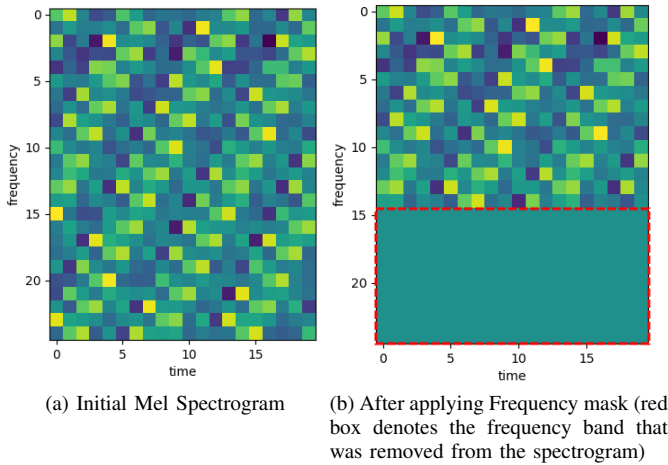 0
5
10
15
20
frequency
0
5
10
15
time
(a) Initial Mel Spectrogram
0
5
10
15
20
frequency
0
5
10
15
time
(b) After applying Frequency mask (red
box denotes the frequency band that
was removed from the spectrogram)